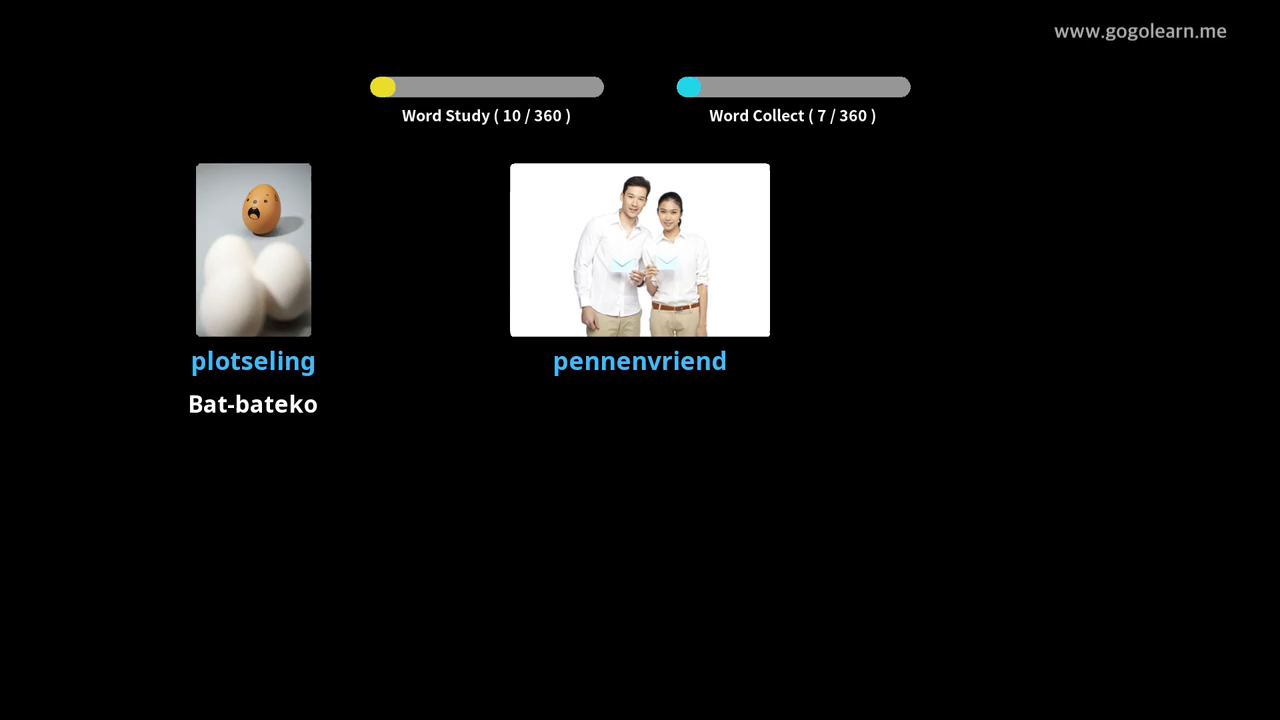 www.gogolearn.me
Word Study ( 10 / 360 )
Word Collect ( 7 / 360 )
plotseling
pennenvriend
Bat-bateko